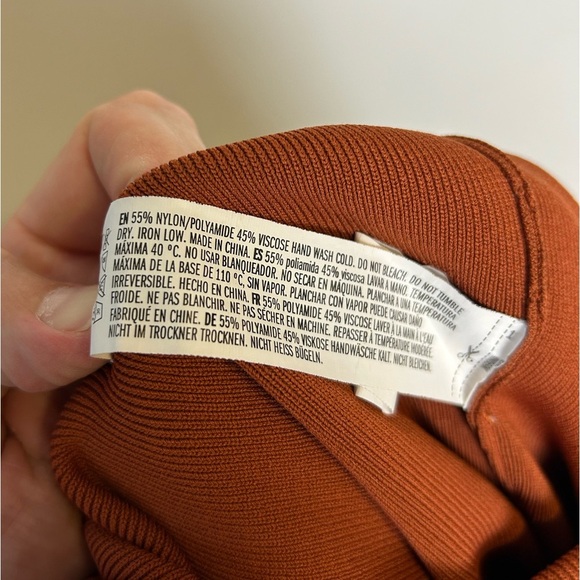 EN 55% NYLON/POLYAMIDE 45% VISCOSE HAND WASH COLD. DO NOT BLEACH. DO NOT TUMBLE
DRY. IRON LOW. MADE IN CHINA. ES 55% poliamida 45% viscosa LAVAR A MANO. TEMPERATURA
MÁXIMA 40 °C. NO USAR BLANQUEADOR. NO SECAR EN MÁQUINA. PLANCHAR A TEMPERATURA
MÁXIMA DE LA BASE DE 110 °C, SIN VAPOR. PLANCHAR CON VAPOR PUEDE CAUSAR DAÑO
IRREVERSIBLE. HECHO EN CHINA. FR 55% POLYAMIDE 45% VISCOSE LAVER À LA MAIN À L'EAU
FROIDE. NE PAS BLANCHIR. NE PAS SÉCHER EN MACHINE. REPASSER À TEMPÉRATURE MODÉRÉE.
FABRIQUÉ EN CHINE. DE 55% POLYAMIDE 45% VISKOSE HANDWÄSCHE KALT. NICHT BLEICHEN.
NICHT IM TROCKNER TROCKNEN. NICHT HEISS BÜGELN.